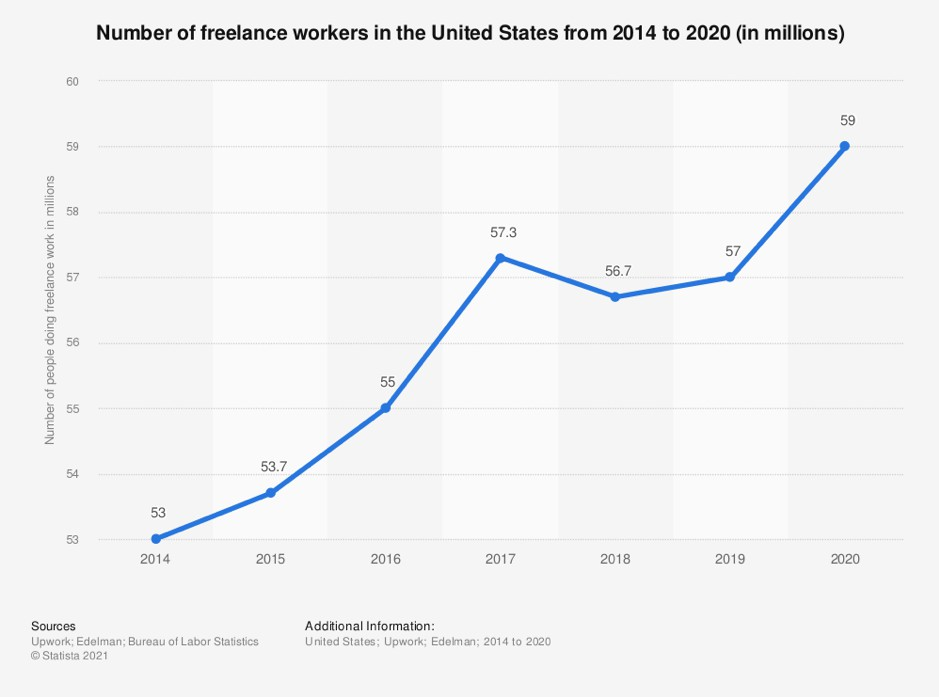 Number of freelance workers in the United States from 2014 to 2020 (in millions)
Number of people doing freelance work in millions
60
59
58
57
56
55
54
53
53
53.7
55
57.3
56.7
57
59
2014 2015 2016 2017 2018 2019 2020
Sources
Upwork; Edelman; Bureau of Labor Statistics
© Statista 2021
Additional Information:
United States; Upwork; Edelman; 2014 to 2020